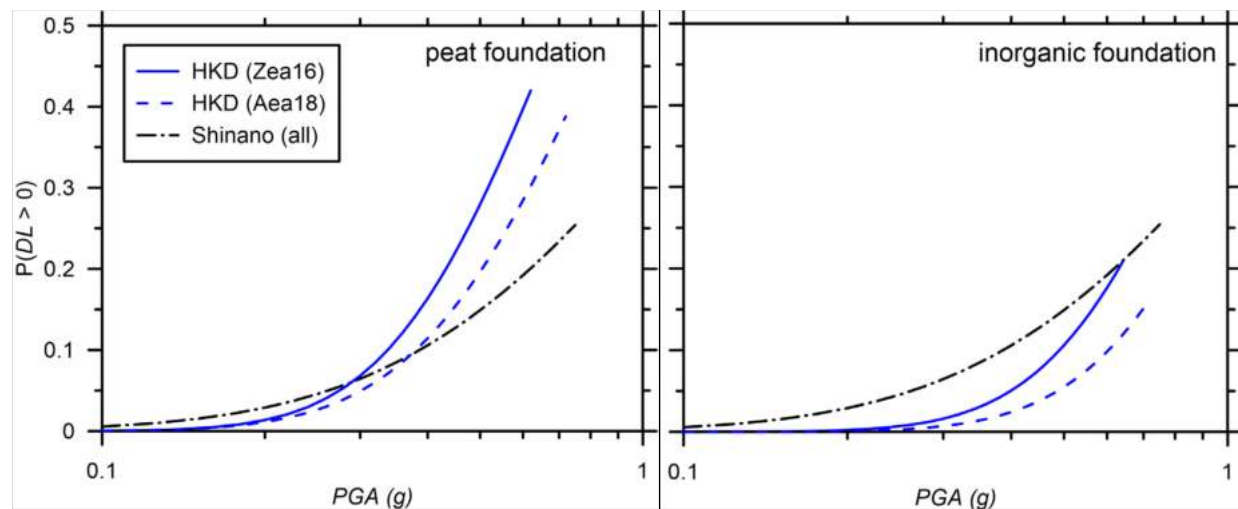 0.5
0.4
0.3
0.2
0.1
0
P(DL > 0)
HKD (Zea16)
HKD (Aea18)
Shinano (all)
peat foundation
0.1
1
PGA (g)
inorganic foundation
0.1
1
PGA (g)